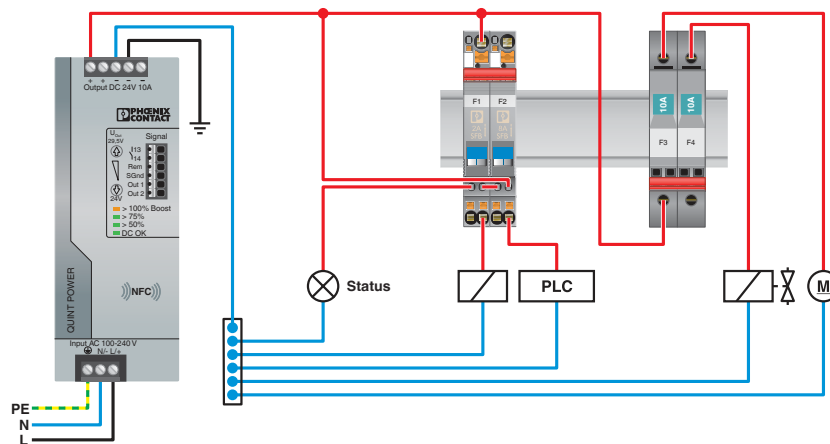 + + − − −
Output DC 24V 10A
PHŒNIX
CONTACT
UOut
29,5V
24V
Signal
13
14
Rem
SGnd
Out 1
Out 2
> 100% Boost
> 75%
> 50%
DC OK
NFC
QUINT POWER
Input AC 100-240 V
N/- L/+
PE
N
L
F1
F2
10A
10A
F3
F4
Status
PLC
M